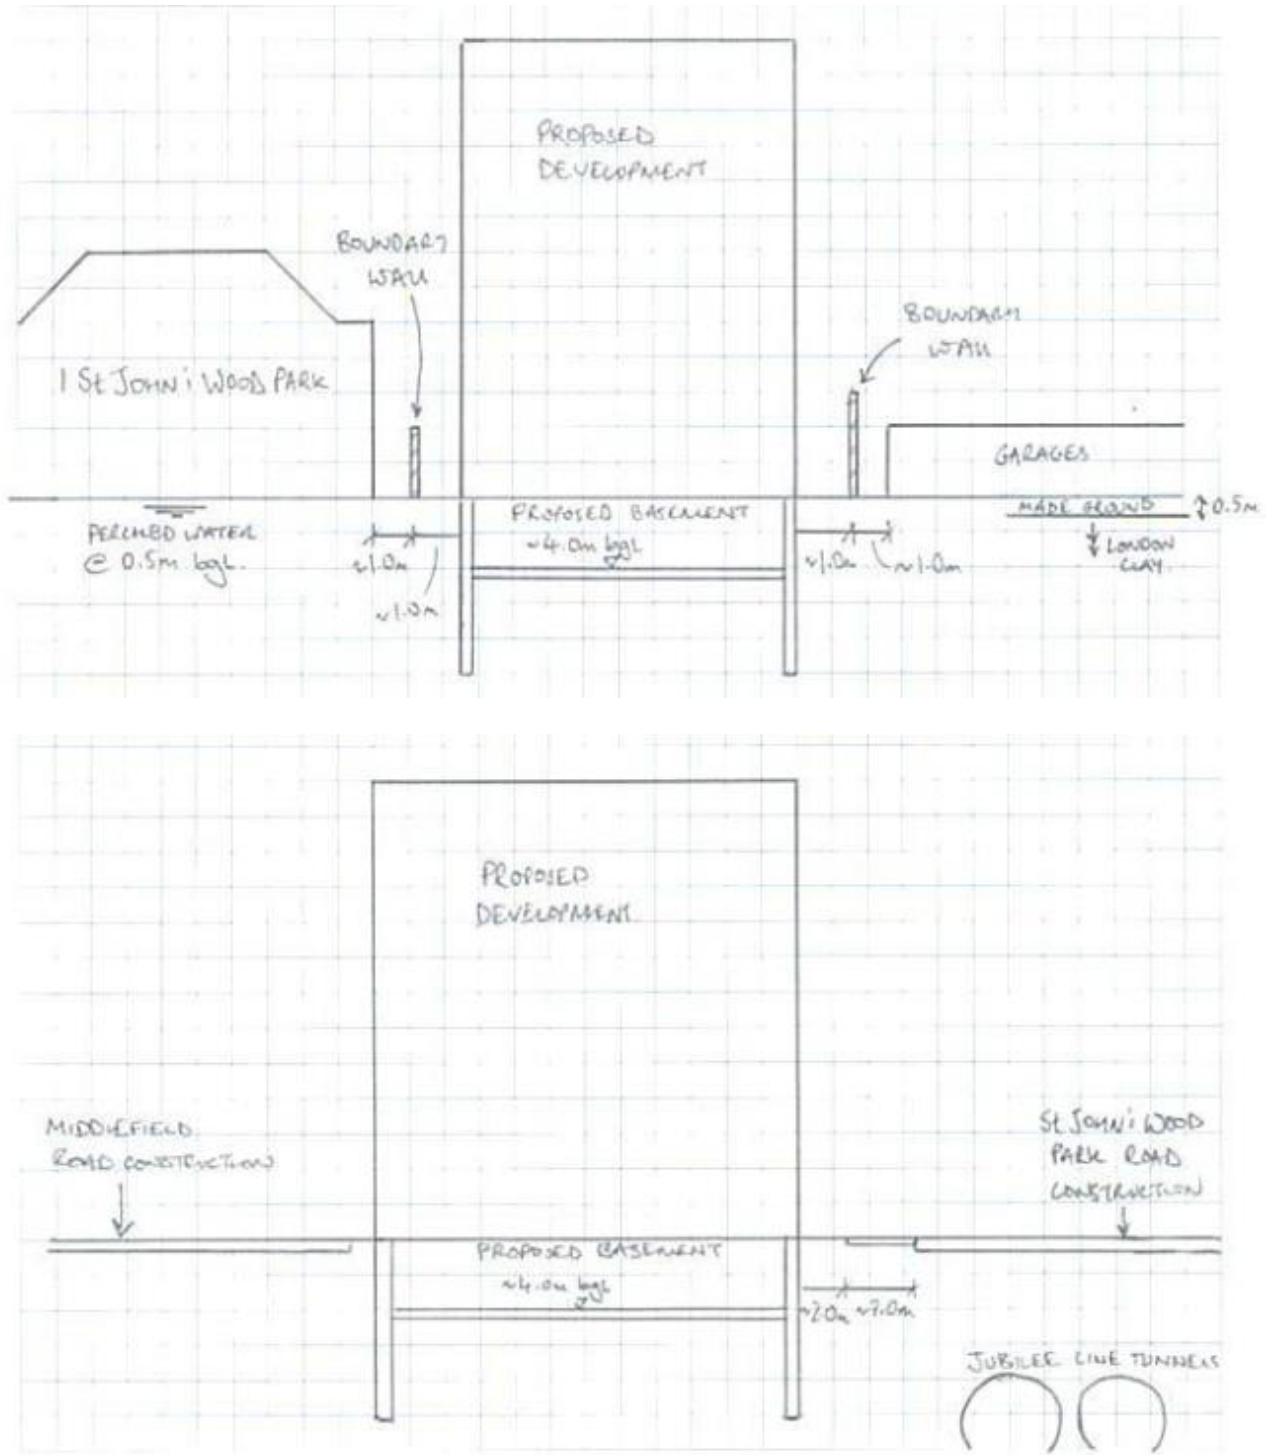 PROPOSED
DEVELOPMENT
BOUNDARY
WALL
BOUNDARY
WALL
1 St JOHN'S WOOD PARK
GARAGES
PROPOSED BASEMENT
~4.0m bgl
MADE GROUND
0.5m
PERCHED WATER
@ 0.5m bgl.
~1.0m
~1.0m
~1.0m
~1.0m
LONDON
CLAY
PROPOSED
DEVELOPMENT
MIDDLEFIELD
ROAD CONSTRUCTION
St JOHN'S WOOD
PARK ROAD
CONSTRUCTION
PROPOSED BASEMENT
~4.0m bgl
~2.0m
JUBILEE LINE TUNNELS